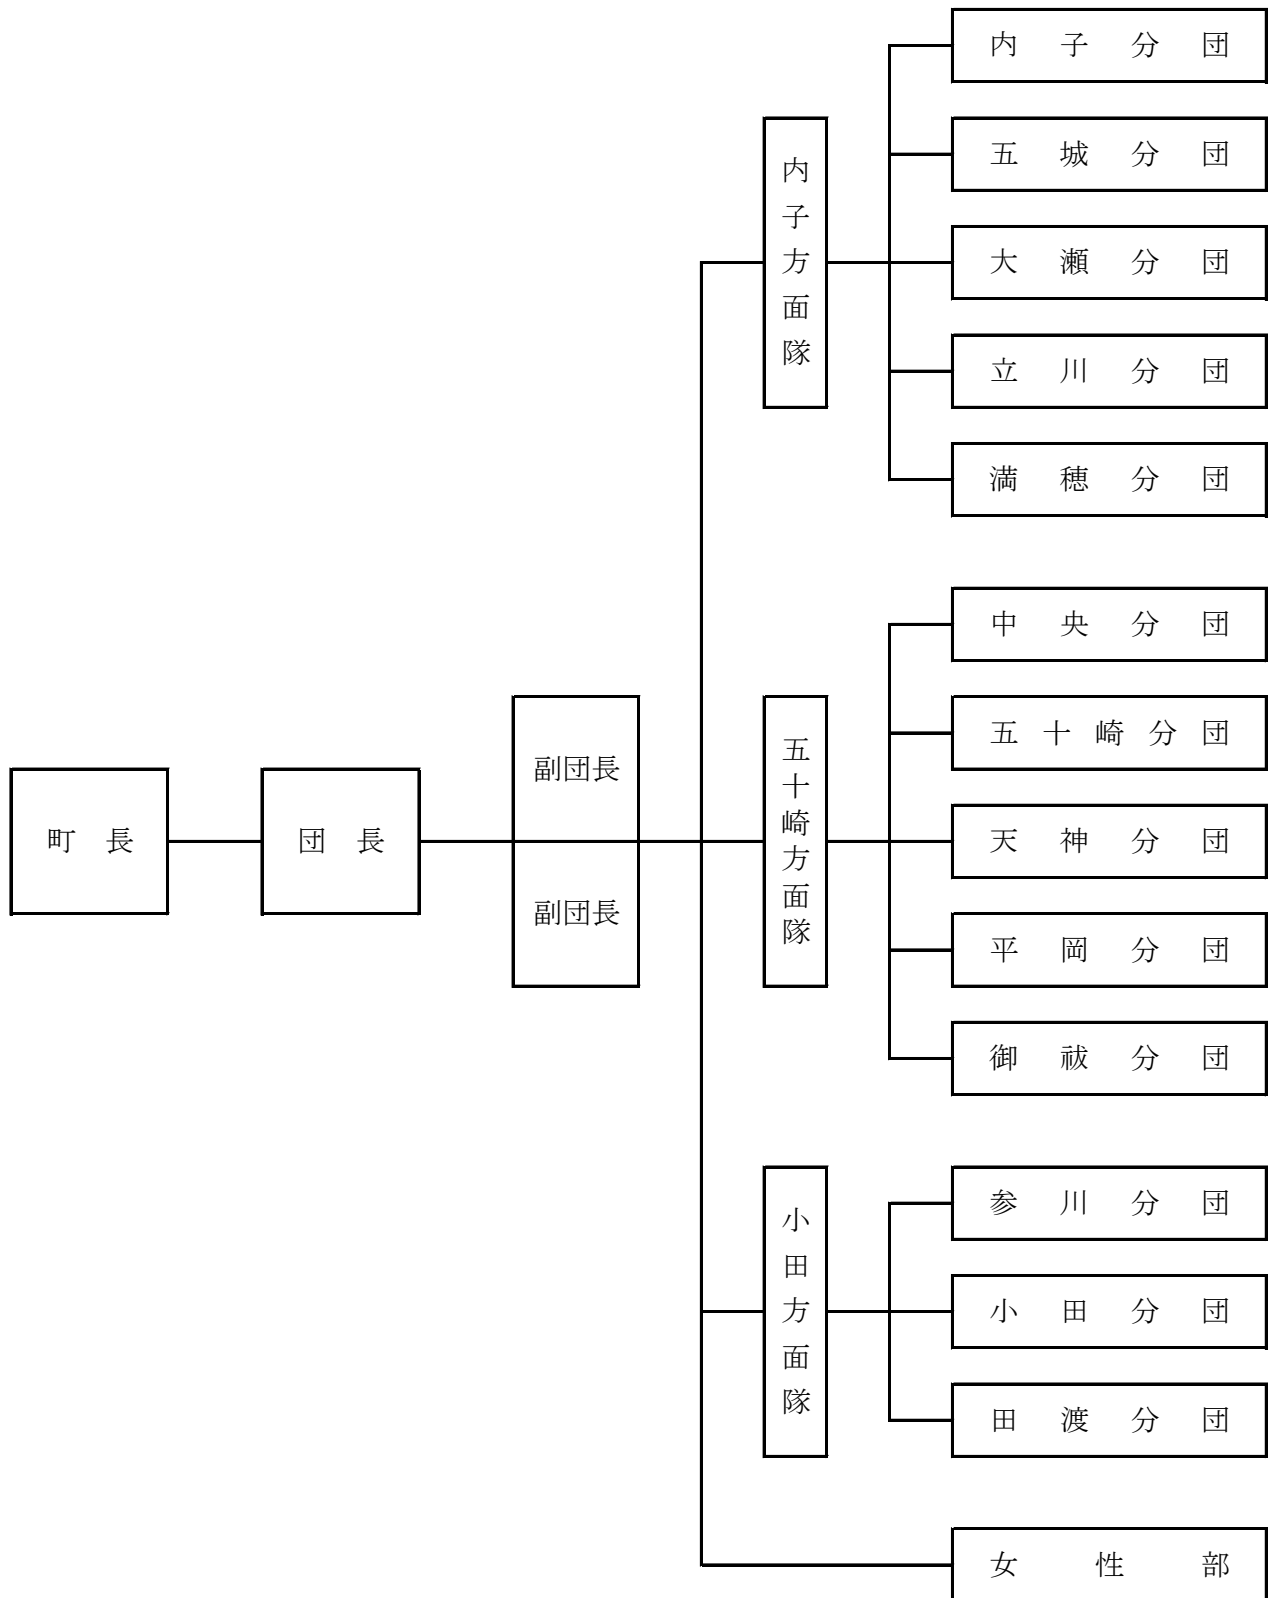 町長
団長
副団長
副団長
内子方面隊
内子分団
五城分団
大瀬分団
立川分団
満穂分団
五十崎方面隊
中央分団
五十崎分団
天神分団
平岡分団
御祓分団
小田方面隊
参川分団
小田分団
田渡分団
女性部